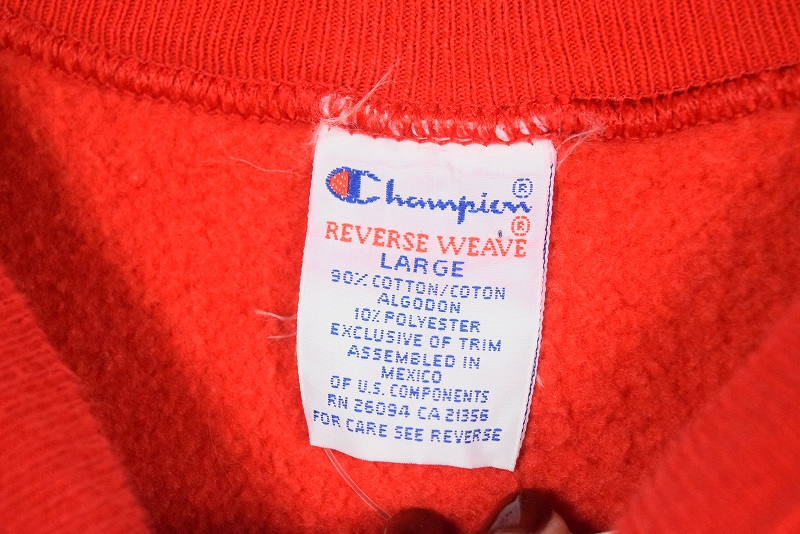 Champion®
REVERSE WEAVE®
LARGE
90% COTTON/COTON
ALGODON
10% POLYESTER
EXCLUSIVE OF TRIM
ASSEMBLED IN
MEXICO
OF U.S. COMPONENTS
RN 26094 CA 21356
FOR CARE SEE REVERSE